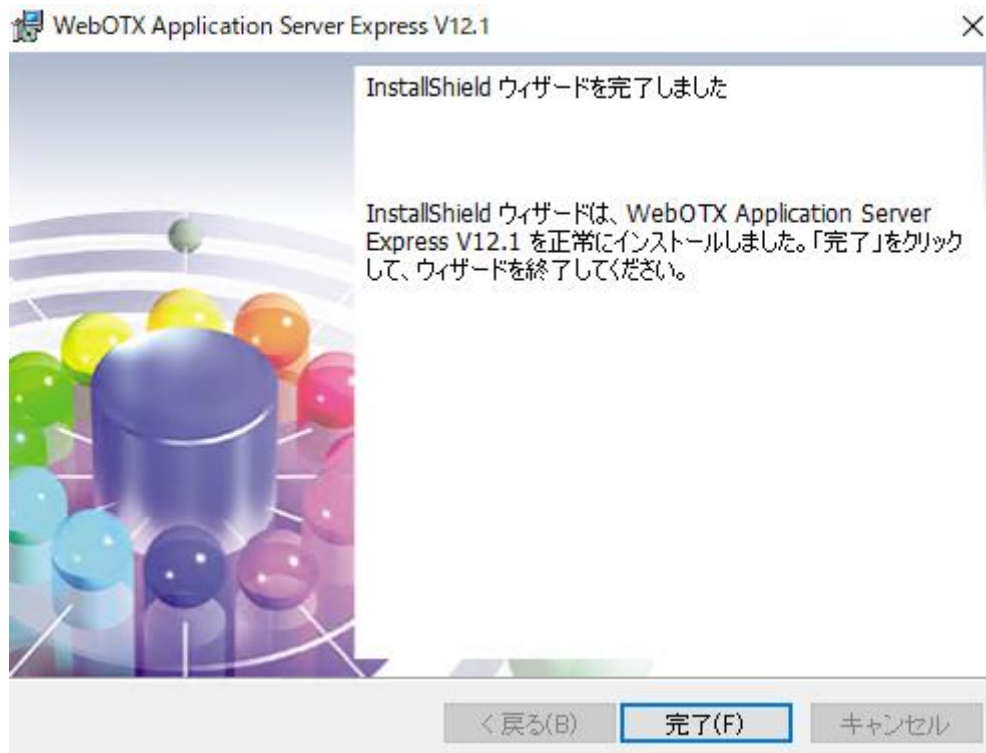 WebOTX Application Server Express V12.1
InstallShield ウィザードを完了しました
InstallShield ウィザードは、WebOTX Application Server
Express V12.1 を正常にインストールしました。「完了」をクリック
して、ウィザードを終了してください。
< 戻る(B)
完了(F)
キャンセル